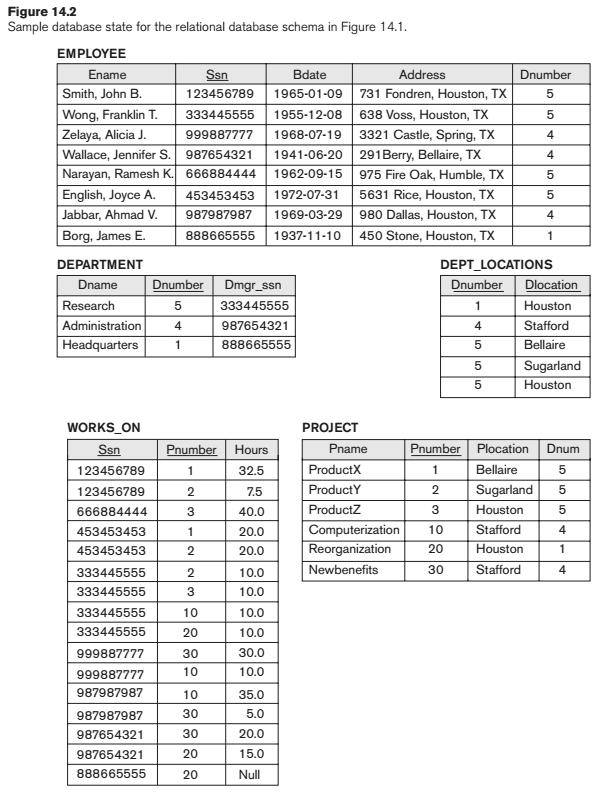 Figure 14.2
Sample database state for the relational database schema in Figure 14.1.
EMPLOYEE
Ename Ssn Bdate Address Dnumber
Smith, John B. 123456789 1965-01-09 731 Fondren, Houston, TX 5
Wong, Franklin T. 333445555 1955-12-08 638 Voss, Houston, TX 5
Zelaya, Alicia J. 999887777 1968-07-19 3321 Castle, Spring, TX 4
Wallace, Jennifer S. 987654321 1941-06-20 291Berry, Bellaire, TX 4
Narayan, Ramesh K. 666884444 1962-09-15 975 Fire Oak, Humble, TX 5
English, Joyce A. 453453453 1972-07-31 5631 Rice, Houston, TX 5
Jabbar, Ahmad V. 987987987 1969-03-29 980 Dallas, Houston, TX 4
Borg, James E. 888665555 1937-11-10 450 Stone, Houston, TX 1
DEPARTMENT
Dname Dnumber Dmgr_ssn
Research 5 333445555
Administration 4 987654321
Headquarters 1 888665555
DEPT_LOCATIONS
Dnumber Dlocation
1 Houston
4 Stafford
5 Bellaire
5 Sugarland
5 Houston
WORKS_ON
Ssn Pnumber Hours
123456789 1 32.5
123456789 2 7.5
666884444 3 40.0
453453453 1 20.0
453453453 2 20.0
333445555 2 10.0
333445555 3 10.0
333445555 10 10.0
333445555 20 10.0
999887777 30 30.0
999887777 10 10.0
987987987 10 35.0
987987987 30 5.0
987654321 30 20.0
987654321 20 15.0
888665555 20 Null
PROJECT
Pname Pnumber Plocation Dnum
ProductX 1 Bellaire 5
ProductY 2 Sugarland 5
ProductZ 3 Houston 5
Computerization 10 Stafford 4
Reorganization 20 Houston 1
Newbenefits 30 Stafford 4